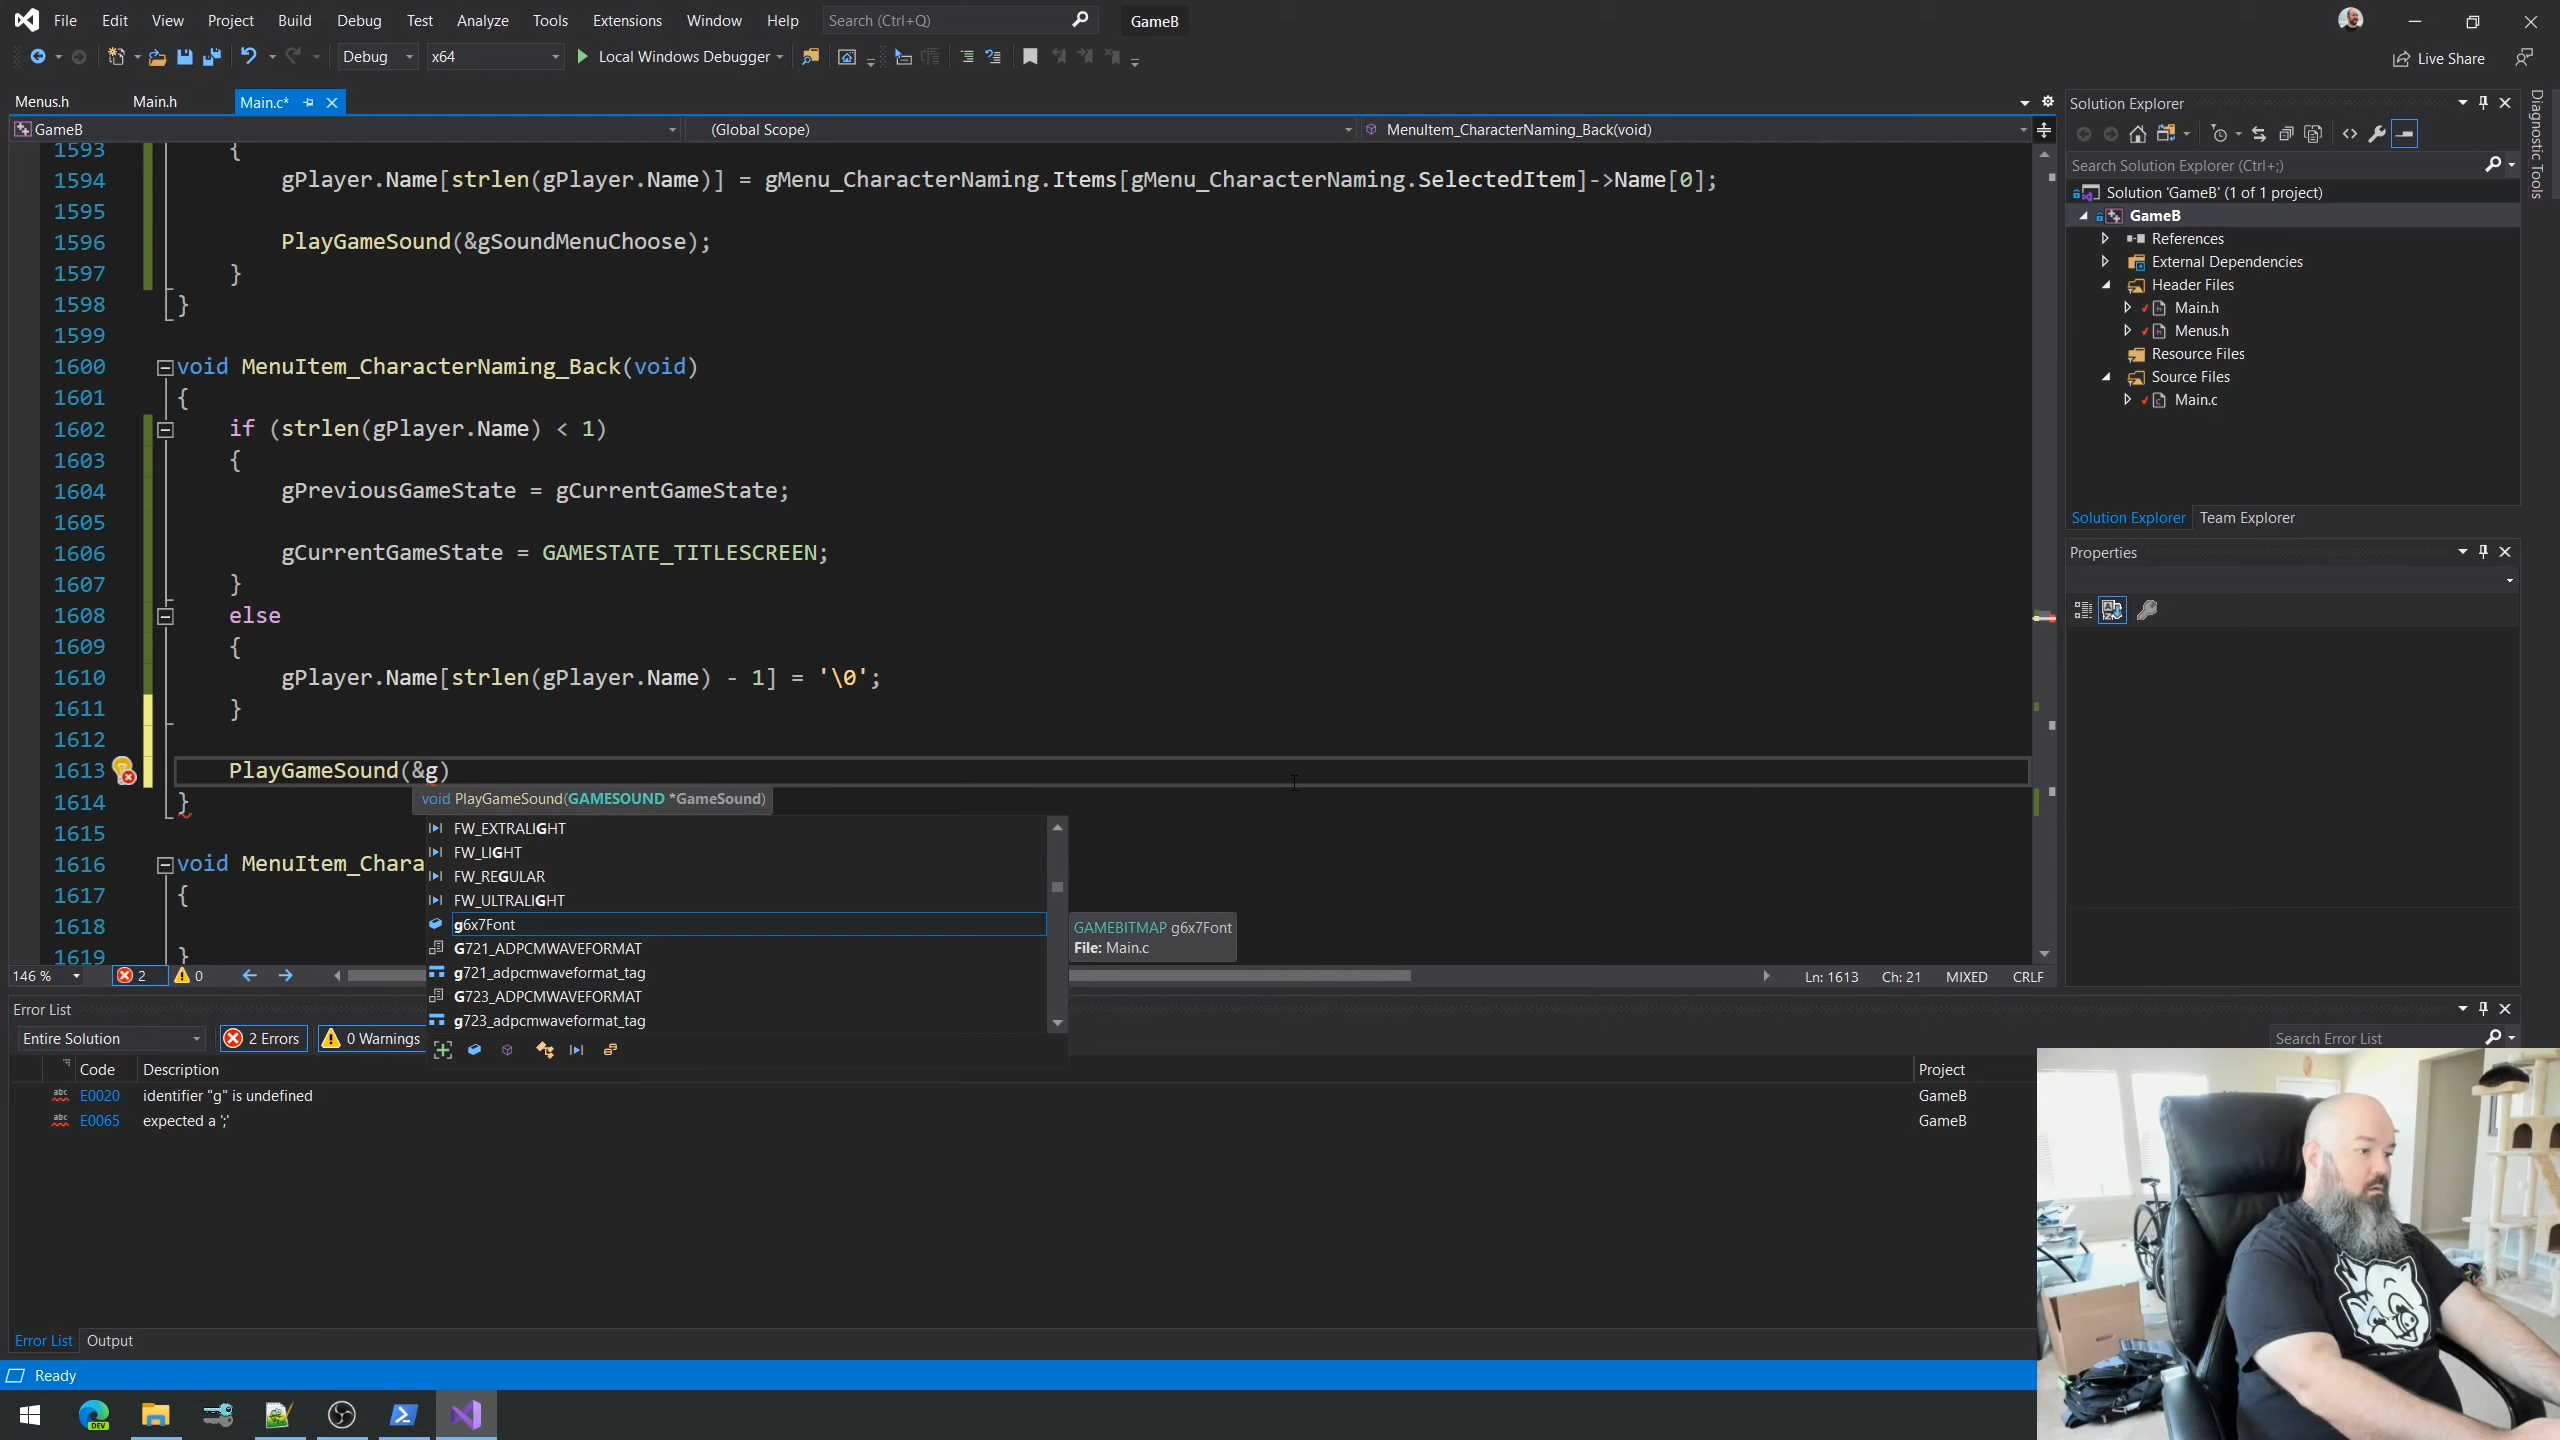 File Edit View Project Build Debug Test Analyze Tools Extensions Window Help Search (Ctrl+Q) GameB
Debug x64 Local Windows Debugger Live Share
Menus.h Main.h Main.c*
GameB (Global Scope) MenuItem_CharacterNaming_Back(void)
1593 {
1594 gPlayer.Name[strlen(gPlayer.Name)] = gMenu_CharacterNaming.Items[gMenu_CharacterNaming.SelectedItem]->Name[0];
1595
1596 PlayGameSound(&gSoundMenuChoose);
1597 }
1598 }
1599
1600 void MenuItem_CharacterNaming_Back(void)
1601 {
1602 if (strlen(gPlayer.Name) < 1)
1603 {
1604 gPreviousGameState = gCurrentGameState;
1605
1606 gCurrentGameState = GAMESTATE_TITLESCREEN;
1607 }
1608 else
1609 {
1610 gPlayer.Name[strlen(gPlayer.Name) - 1] = '\0';
1611 }
1612
1613 PlayGameSound(&g)
1614 }
1615
1616 void MenuItem_Chara
1617 {
1618
1619 }
void PlayGameSound(GAMESOUND *GameSound)
FW_EXTRALIGHT
FW_LIGHT
FW_REGULAR
FW_ULTRALIGHT
g6x7Font
G721_ADPCMWAVEFORMAT
g721_adpcmwaveformat_tag
G723_ADPCMWAVEFORMAT
g723_adpcmwaveformat_tag
GAMEBITMAP g6x7Font
File: Main.c
146 % 2 0 Ln: 1613 Ch: 21 MIXED CRLF
Error List
Entire Solution 2 Errors 0 Warnings Search Error List
Code Description Project
abc E0020 identifier "g" is undefined GameB
abc E0065 expected a ';' GameB
Error List Output
Ready
Solution Explorer
Search Solution Explorer (Ctrl+;)
Solution 'GameB' (1 of 1 project)
GameB
References
External Dependencies
Header Files
Main.h
Menus.h
Resource Files
Source Files
Main.c
Solution Explorer Team Explorer
Properties
Diagnostic Tools
DEV